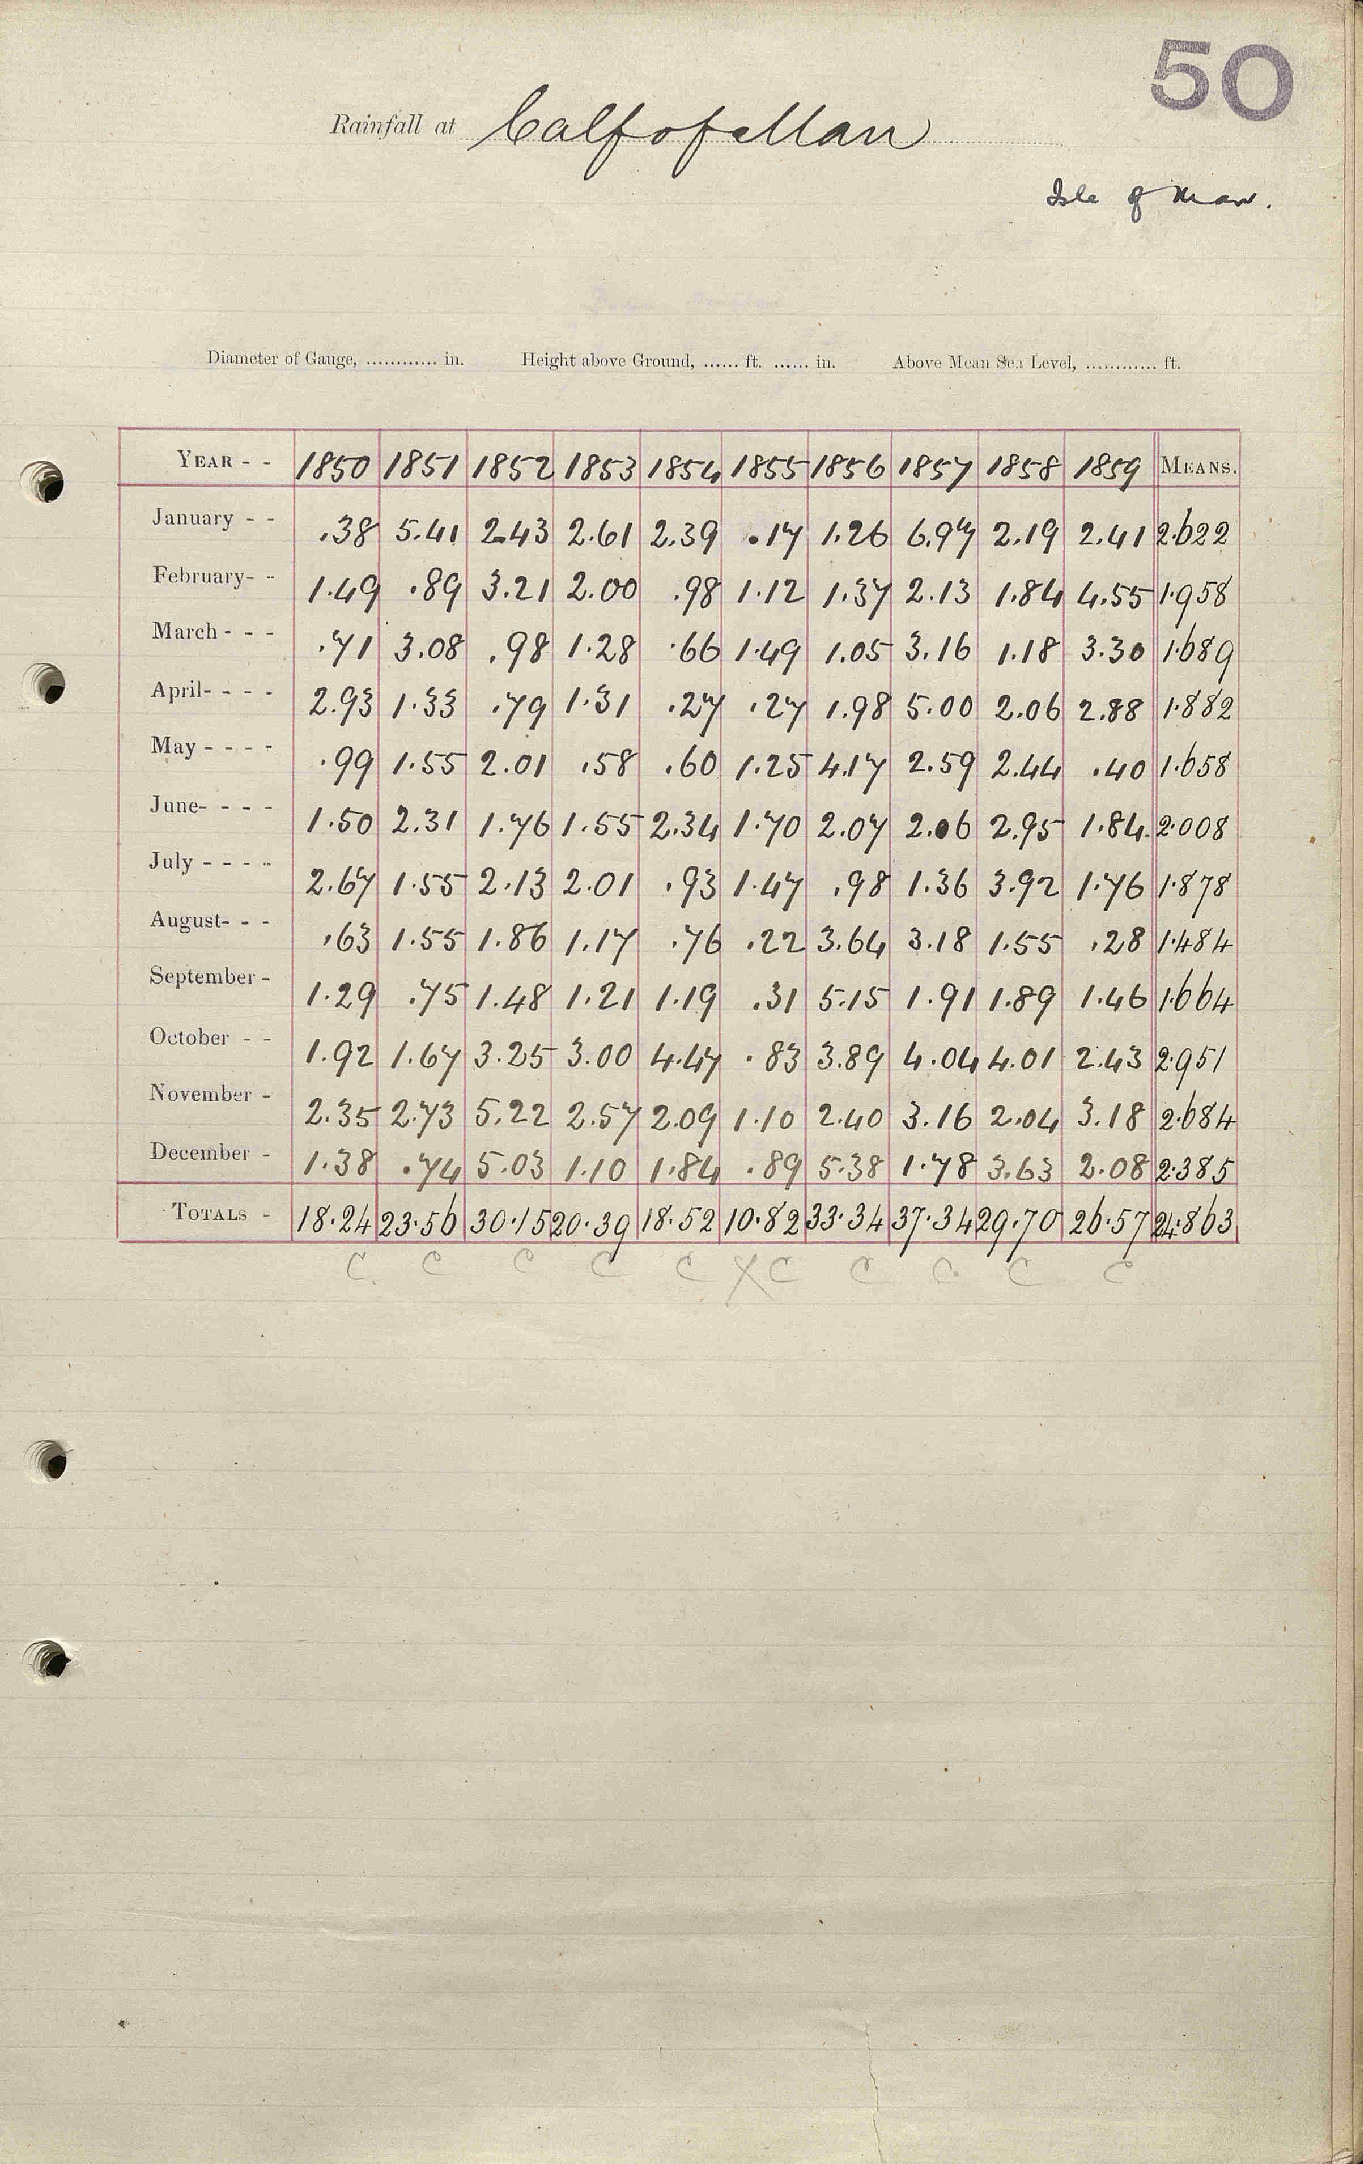 50
Rainfall at Calf of Man
Isle of Man.
Diameter of Gauge, ............ in. Height above Ground, ...... ft. ...... in. Above Mean Sea Level, ............ ft.
YEAR - - 1850 1851 1852 1853 1854 1855 1856 1857 1858 1859 MEANS.
January - - .38 5.41 2.43 2.61 2.39 .17 1.26 6.97 2.19 2.41 2.622
February- - 1.49 .89 3.21 2.00 .98 1.12 1.37 2.13 1.84 4.55 1.958
March - - - .71 3.08 .98 1.28 .66 1.49 1.05 3.16 1.18 3.30 1.689
April- - - - 2.93 1.33 .79 1.31 .27 .27 1.98 5.00 2.06 2.88 1.882
May - - - - .99 1.55 2.01 .58 .60 1.25 4.17 2.59 2.44 .40 1.658
June- - - - 1.50 2.31 1.76 1.55 2.34 1.70 2.07 2.06 2.95 1.84 2.008
July - - - - 2.67 1.55 2.13 2.01 .93 1.47 .98 1.36 3.92 1.76 1.878
August- - - .63 1.55 1.86 1.17 .76 .22 3.64 3.18 1.55 .28 1.484
September - 1.29 .75 1.48 1.21 1.19 .31 5.15 1.91 1.89 1.46 1.664
October - - 1.92 1.67 3.25 3.00 4.47 .83 3.89 4.04 4.01 2.43 2.951
November - 2.35 2.73 5.22 2.57 2.09 1.10 2.40 3.16 2.04 3.18 2.684
December - 1.38 .74 5.03 1.10 1.84 .89 5.38 1.78 3.63 2.08 2.385
TOTALS - 18.24 23.56 30.15 20.39 18.52 10.82 33.34 37.34 29.70 26.57 24.863
C. C C C C X C C C. C C